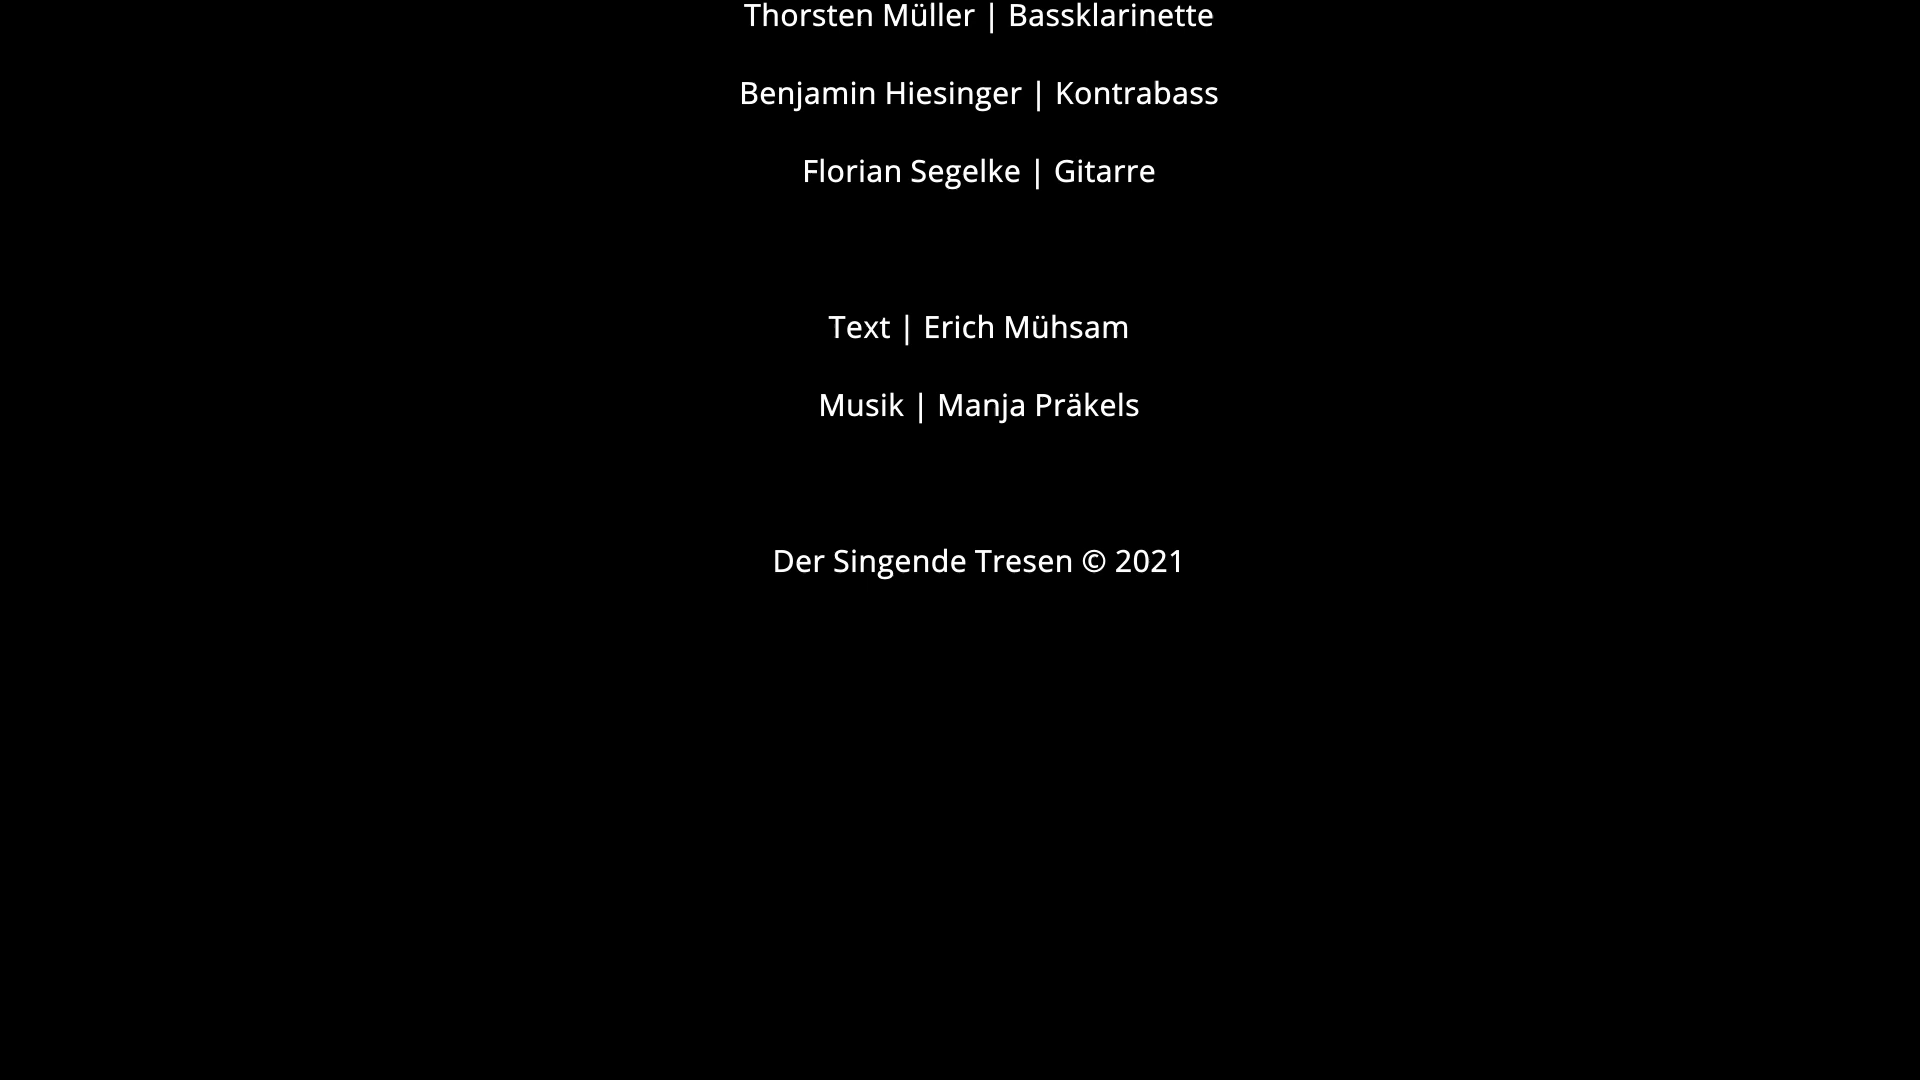 Thorsten Müller | Bassklarinette
Benjamin Hiesinger | Kontrabass
Florian Segelke | Gitarre
Text | Erich Mühsam
Musik | Manja Präkels
Der Singende Tresen © 2021